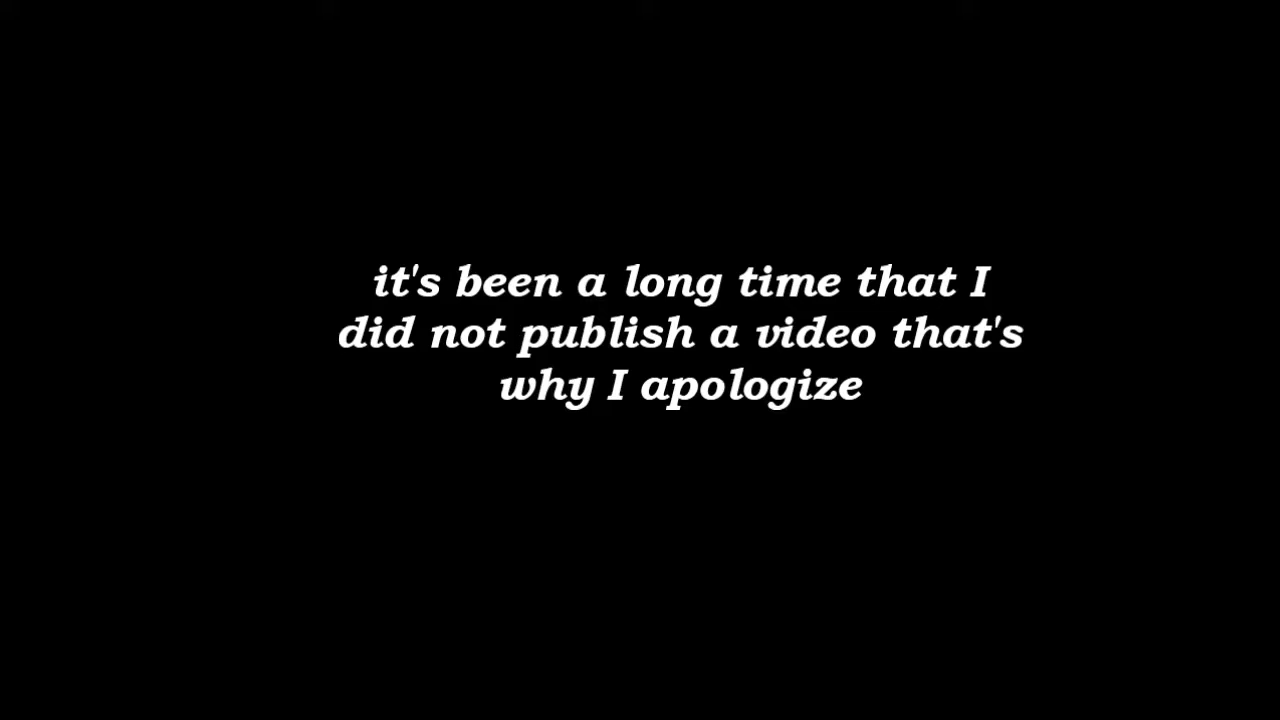 it's been a long time that I
did not publish a video that's
why I apologize